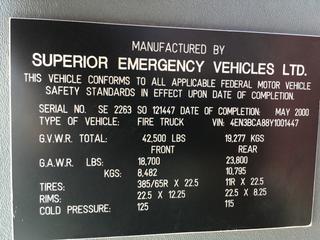 MANUFACTURED BY
SUPERIOR EMERGENCY VEHICLES LTD.
THIS VEHICLE CONFORMS TO ALL APPLICABLE FEDERAL MOTOR VEHICLE
SAFETY STANDARDS IN EFFECT UPON DATE OF COMPLETION.
SERIAL NO. SE 2263 SO 121447 DATE OF COMPLETION: MAY 2000
TYPE OF VEHICLE: FIRE TRUCK VIN: 4EN3BCA88Y1001447
G.V.W.R. TOTAL: 42,500 LBS 19,277 KGS
FRONT REAR
G.A.W.R. LBS: 18,700 23,800
KGS: 8,482 10,795
TIRES: 385/65R X 22.5 11R X 22.5
RIMS: 22.5 X 12.25 22.5 X 8.25
COLD PRESSURE: 125 115